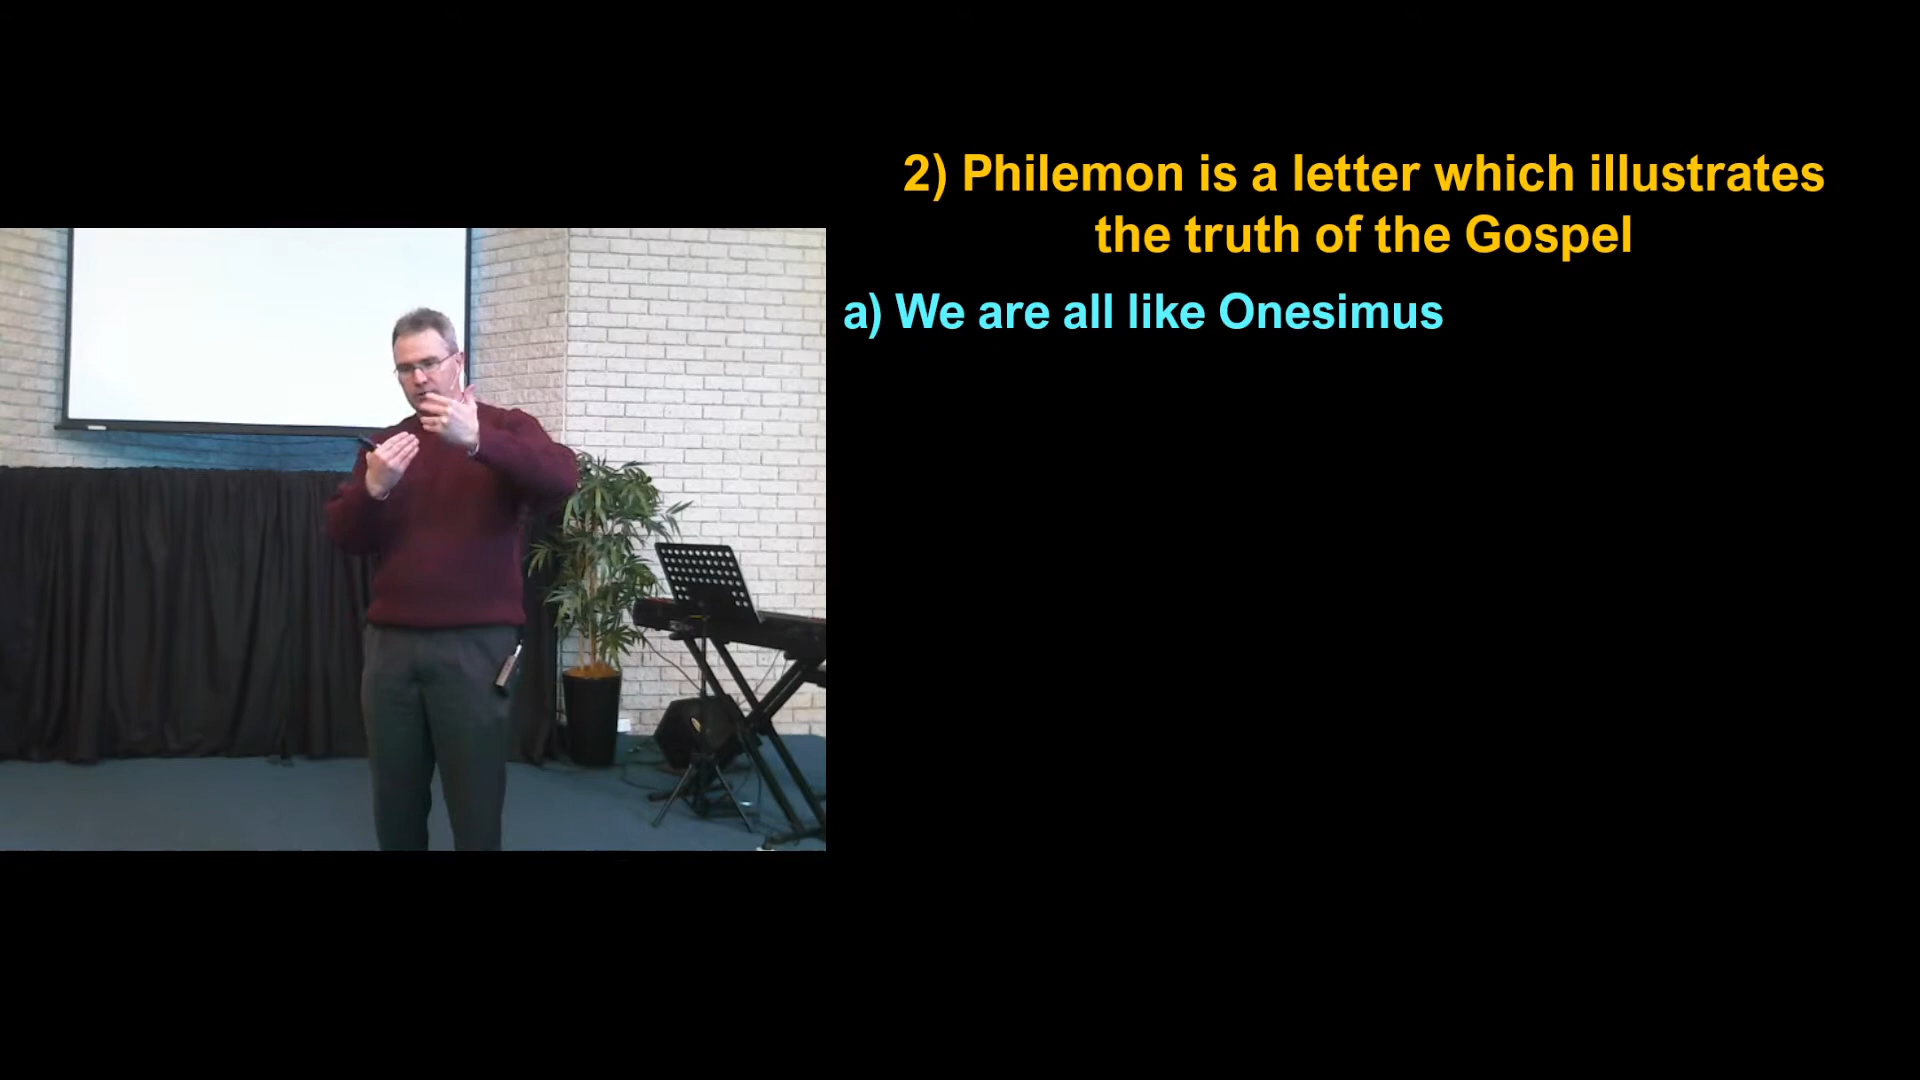 2) Philemon is a letter which illustrates
the truth of the Gospel
a) We are all like Onesimus